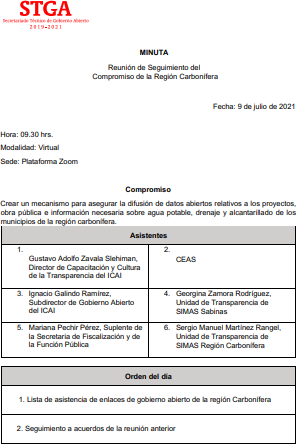 STGA
Secretariado Técnico de Gobierno Abierto
2019-2021
MINUTA
Reunión de Seguimiento del
Compromiso de la Región Carbonífera
Fecha: 9 de julio de 2021
Hora: 09.30 hrs.
Modalidad: Virtual
Sede: Plataforma Zoom
Compromiso
Crear un mecanismo para asegurar la difusión de datos abiertos relativos a los proyectos,
obra pública e información necesaria sobre agua potable, drenaje y alcantarillado de los
municipios de la región carbonífera.
Asistentes
1.
Gustavo Adolfo Zavala Slehiman,
Director de Capacitación y Cultura
de la Transparencia del ICAI
2.
CEAS
3. Ignacio Galindo Ramírez,
Subdirector de Gobierno Abierto
del ICAI
4. Georgina Zamora Rodríguez,
Unidad de Transparencia de
SIMAS Sabinas
5. Mariana Pechir Pérez, Suplente de
la Secretaria de Fiscalización y de
la Función Pública
6. Sergio Manuel Martínez Rangel,
Unidad de Transparencia de
SIMAS Región Carbonífera
Orden del día
1. Lista de asistencia de enlaces de gobierno abierto de la región Carbonífera
2. Seguimiento a acuerdos de la reunión anterior